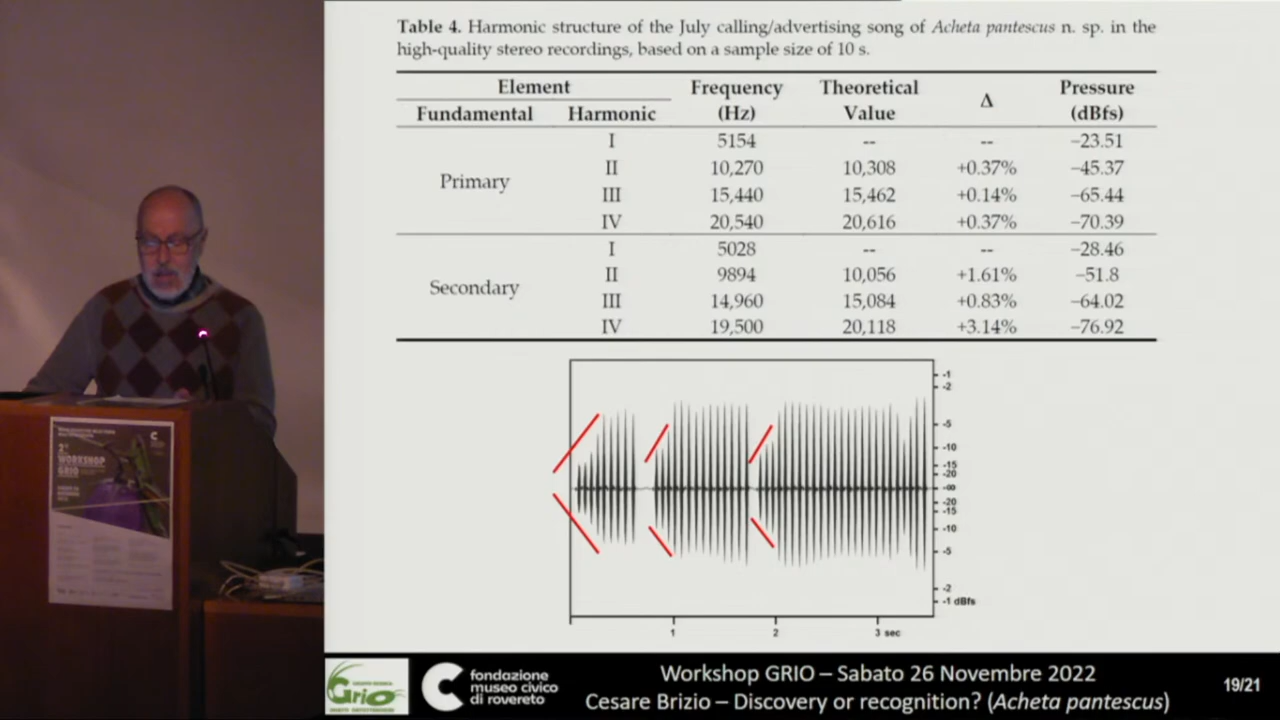 Table 4. Harmonic structure of the July calling/advertising song of Acheta pantescus n. sp. in the
high-quality stereo recordings, based on a sample size of 10 s.
Element Frequency Theoretical Δ Pressure
Fundamental Harmonic (Hz) Value (dBfs)
Primary I 5154 -- -- −23.51
II 10,270 10,308 +0.37% −45.37
III 15,440 15,462 +0.14% −65.44
IV 20,540 20,616 +0.37% −70.39
Secondary I 5028 -- -- −28.46
II 9894 10,056 +1.61% −51.8
III 14,960 15,084 +0.83% −64.02
IV 19,500 20,118 +3.14% −76.92
-1
-2
-5
-10
-15
-20
-∞
-20
-15
-10
-5
-2
-1 dBfs
1 2 3 sec
2°
WORKSHOP
GRIO
Grio
fondazione
museo civico
di rovereto
Workshop GRIO – Sabato 26 Novembre 2022
Cesare Brizio – Discovery or recognition? (Acheta pantescus)
19/21